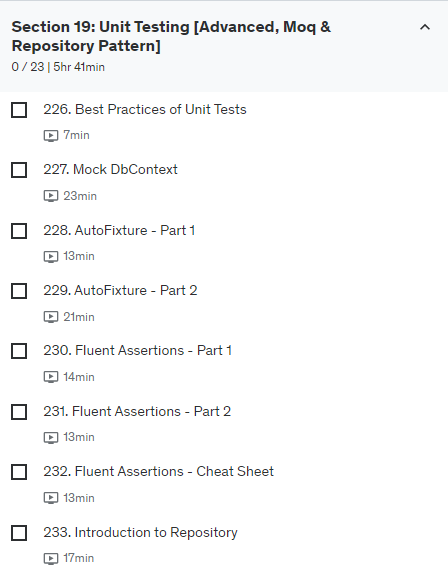 Section 19: Unit Testing [Advanced, Moq &
Repository Pattern]
0 / 23 | 5hr 41min
226. Best Practices of Unit Tests
7min
227. Mock DbContext
23min
228. AutoFixture - Part 1
13min
229. AutoFixture - Part 2
21min
230. Fluent Assertions - Part 1
14min
231. Fluent Assertions - Part 2
13min
232. Fluent Assertions - Cheat Sheet
13min
233. Introduction to Repository
17min